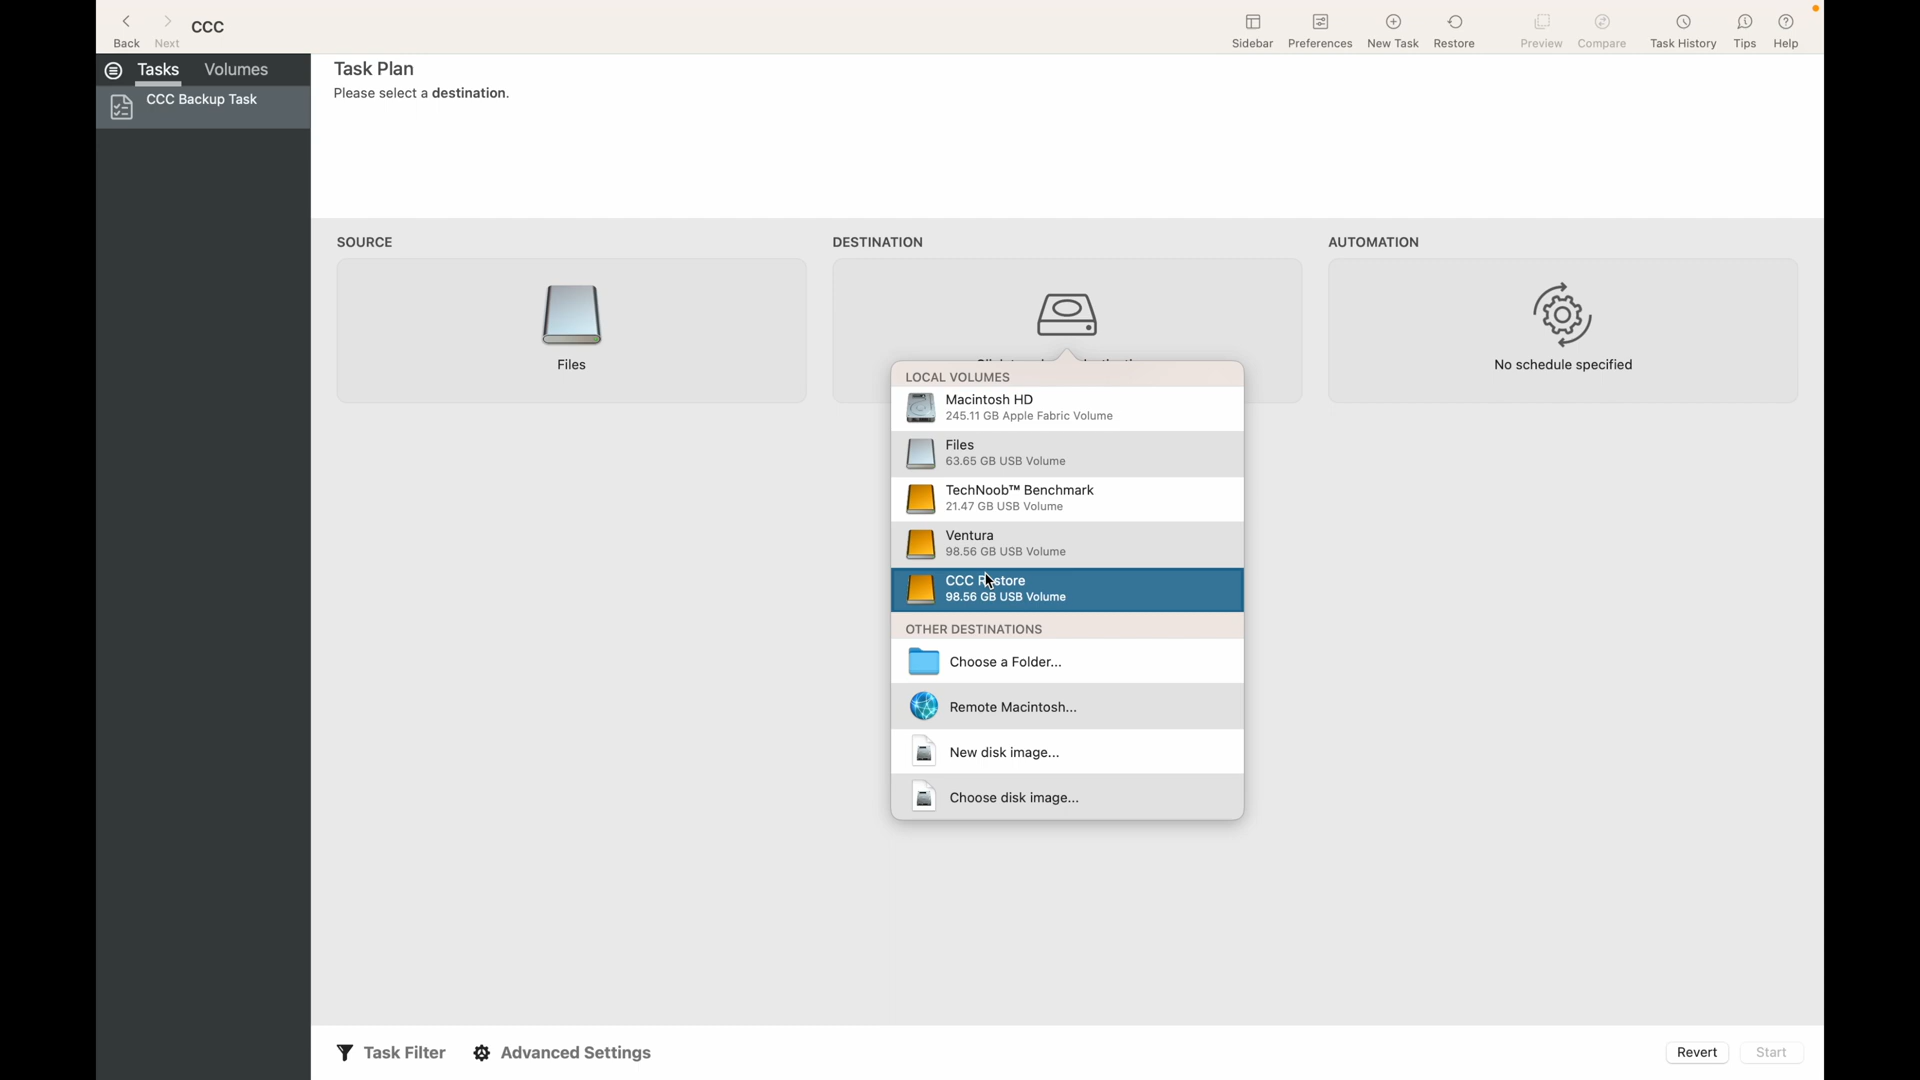 Back
Next
CCC
Sidebar
Preferences
New Task
Restore
Preview
Compare
Task History
Tips
Help
Tasks
Volumes
CCC Backup Task
Task Plan
Please select a destination.
SOURCE
DESTINATION
AUTOMATION
Files
No schedule specified
LOCAL VOLUMES
Macintosh HD
245.11 GB Apple Fabric Volume
Files
63.65 GB USB Volume
TechNoob™ Benchmark
21.47 GB USB Volume
Ventura
98.56 GB USB Volume
CCC Restore
98.56 GB USB Volume
OTHER DESTINATIONS
Choose a Folder...
Remote Macintosh...
New disk image...
Choose disk image...
Task Filter
Advanced Settings
Revert
Start